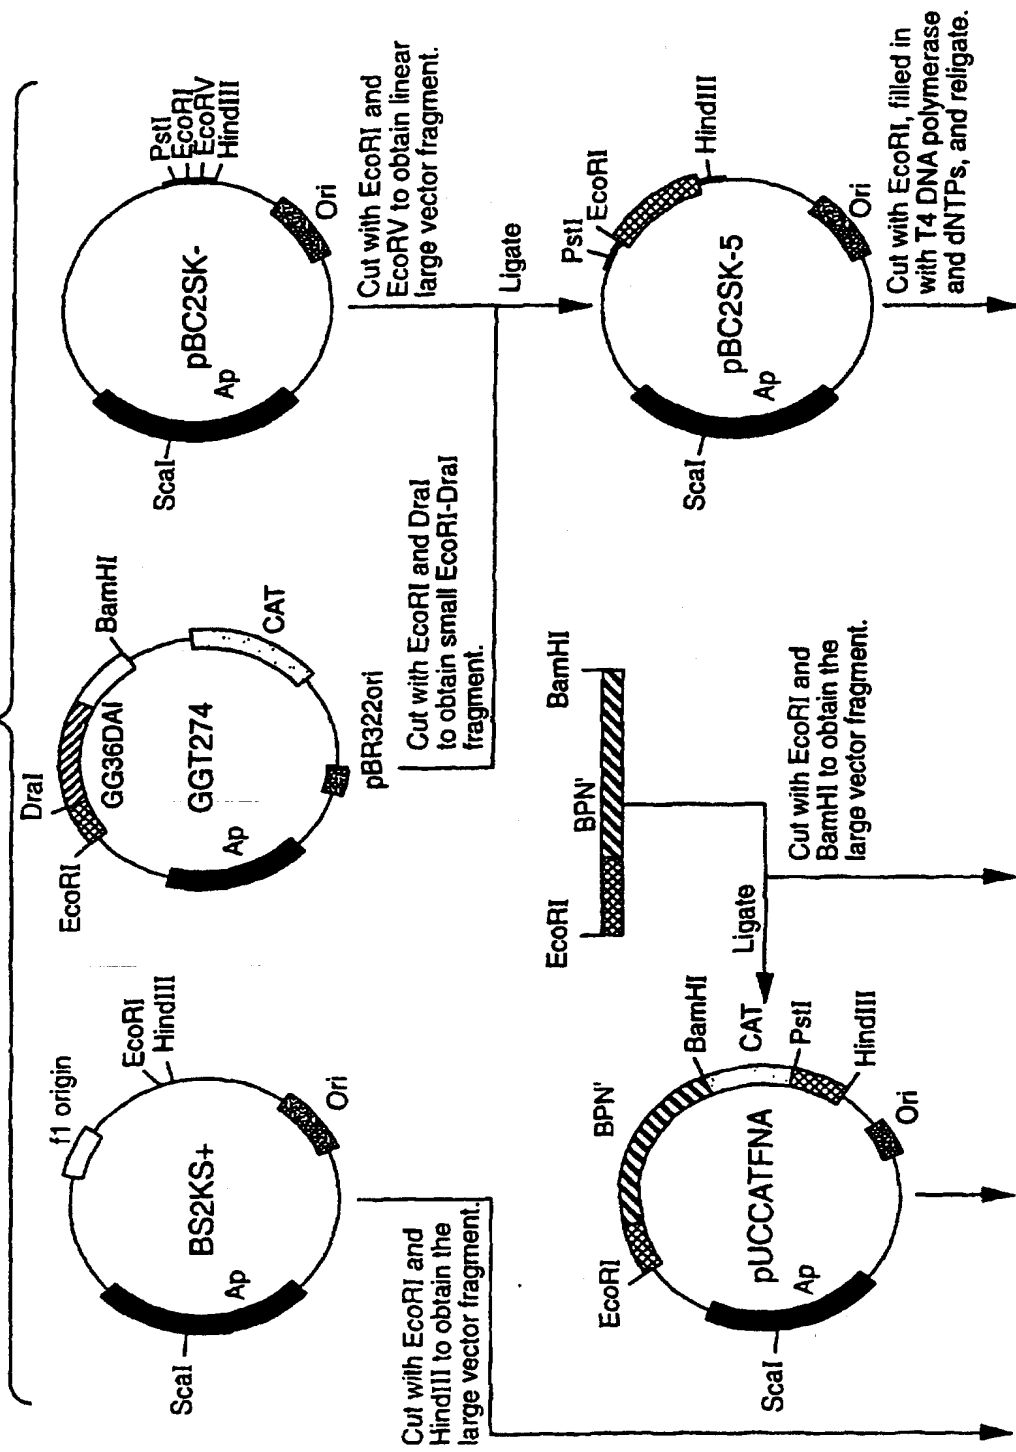 f1 origin
EcoRI
HindIII
BS2KS+
Ap
Ori
ScaI
Cut with EcoRI and
HindIII to obtain the
large vector fragment.
DraI
EcoRI
BamHI
GG36DAI
GGT274
CAT
Ap
pBR322ori
Cut with EcoRI and DraI
to obtain small EcoRI-DraI
fragment.
PstI
EcoRI
EcoRV
HindIII
pBC2SK-
Ap
Ori
ScaI
Cut with EcoRI and
EcoRV to obtain linear
large vector fragment.
Ligate
EcoRI
BPN'
BamHI
Ligate
Cut with EcoRI and
BamHI to obtain the
large vector fragment.
BPN'
EcoRI
BamHI
CAT
PstI
HindIII
Ori
pUCCATFNA
Ap
ScaI
PstI
EcoRI
HindIII
pBC2SK-5
Ap
Ori
ScaI
Cut with EcoRI, filled in
with T4 DNA polymerase
and dNTPs, and religate.